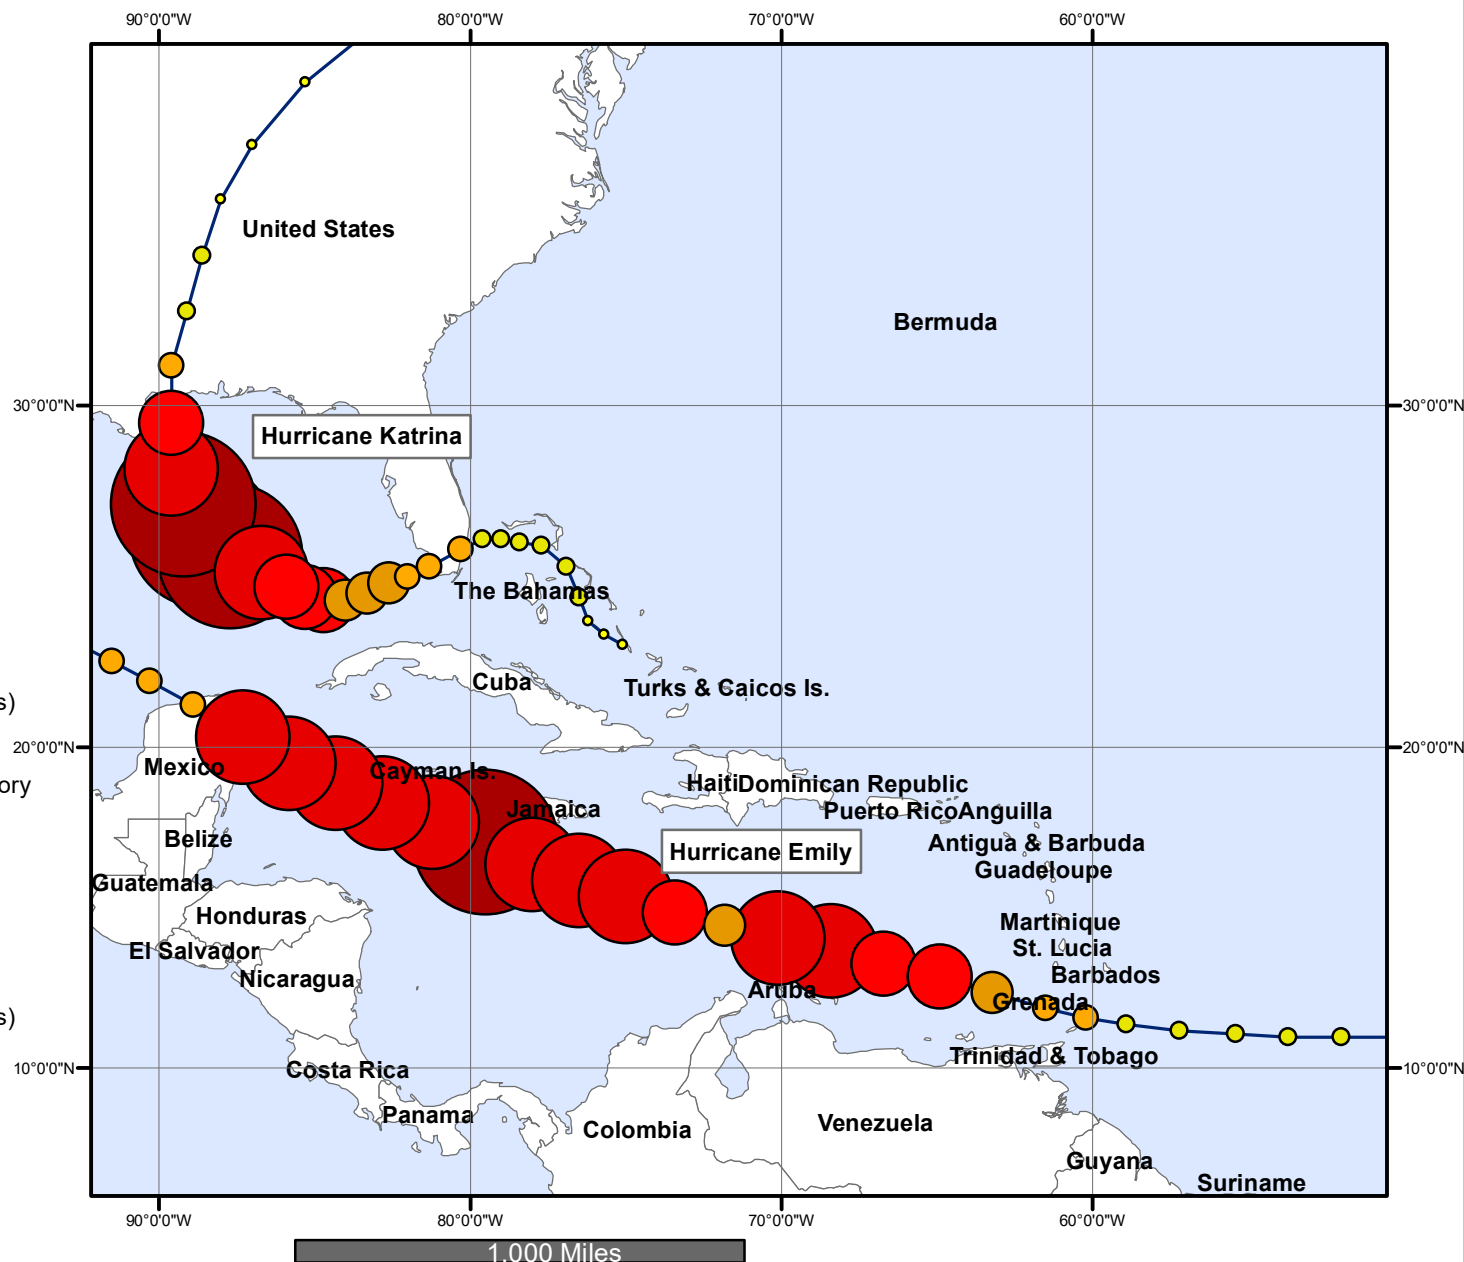 90°0'0"W 80°0'0"W 70°0'0"W 60°0'0"W
United States
Bermuda
30°0'0"N 30°0'0"N
Hurricane Katrina
The Bahamas
Cuba
Turks & Caicos Is.
s)
20°0'0"N 20°0'0"N
Mexico
Cayman Is.
Haiti Dominican Republic
ory
Jamaica
Puerto Rico Anguilla
Belize
Antigua & Barbuda
Hurricane Emily
Guadeloupe
Guatemala
Honduras
Martinique
El Salvador
St. Lucia
Nicaragua
Barbados
Aruba
Grenada
s)
Trinidad & Tobago
10°0'0"N 10°0'0"N
Costa Rica
Panama
Colombia
Venezuela
Guyana
Suriname
90°0'0"W 80°0'0"W 70°0'0"W 60°0'0"W
1,000 Miles